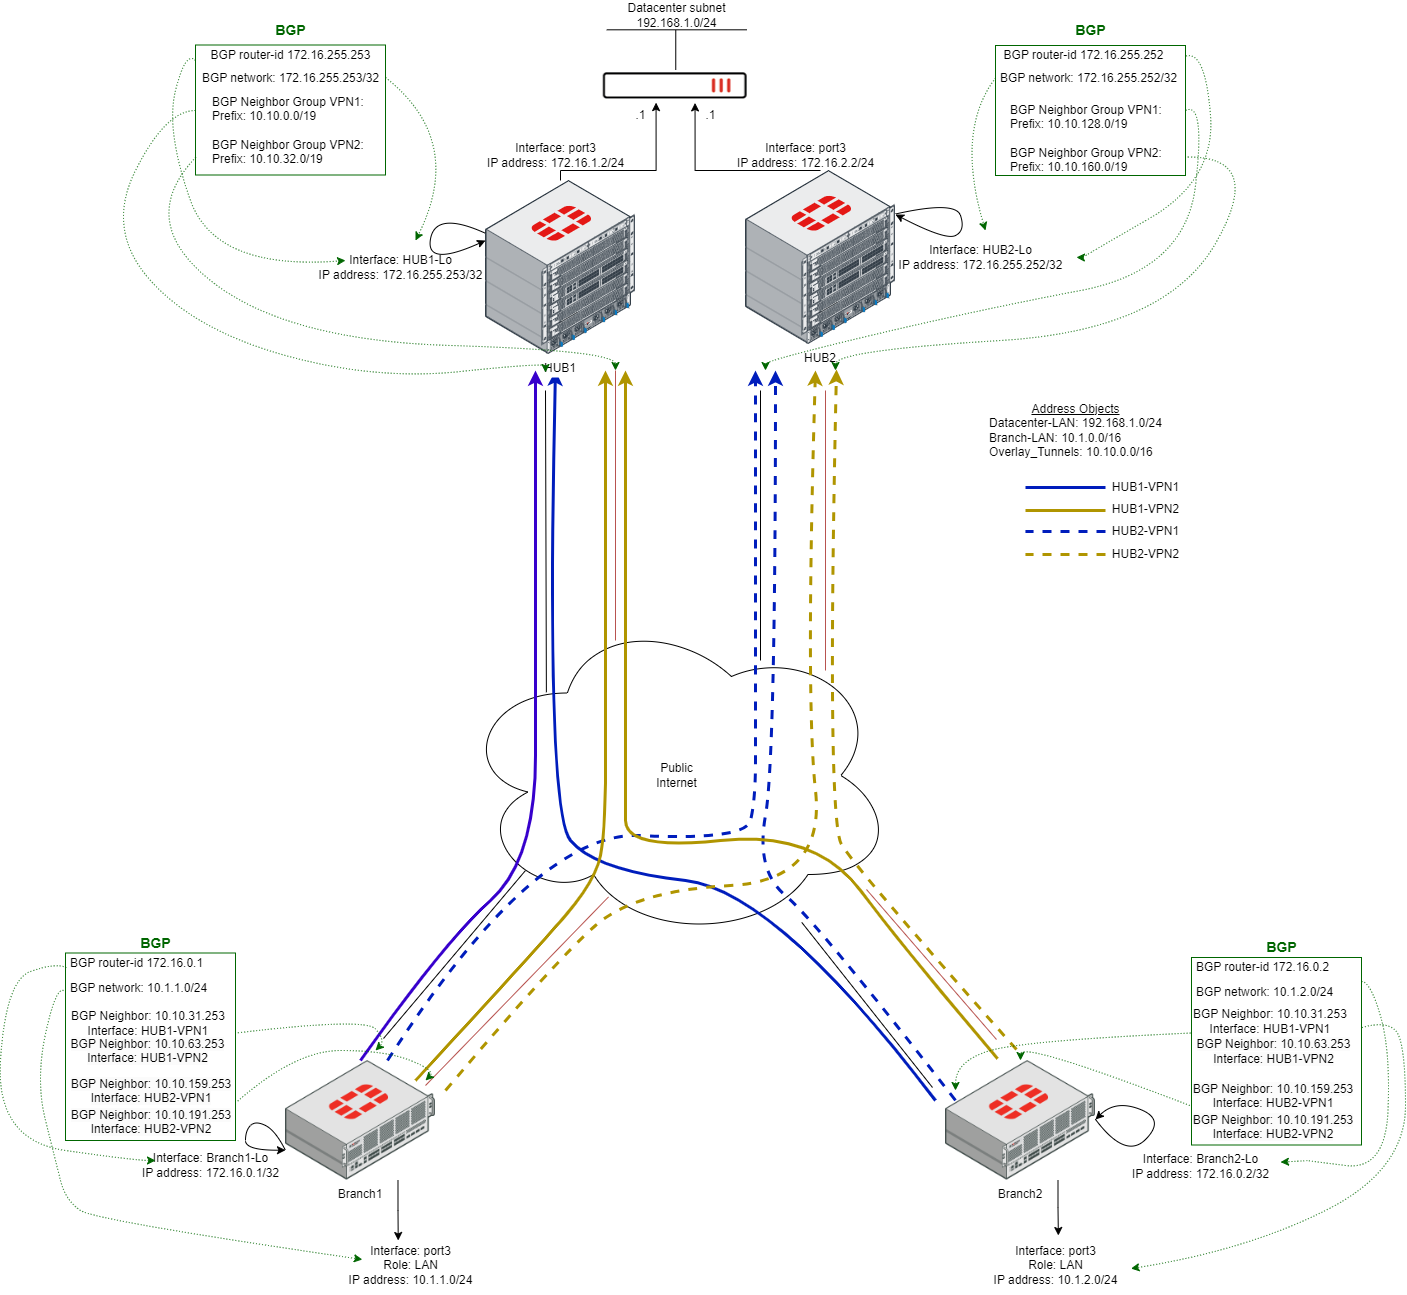 Datacenter subnet
192.168.1.0/24
.1
.1
BGP
BGP router-id 172.16.255.253
BGP network: 172.16.255.253/32
BGP Neighbor Group VPN1:
Prefix: 10.10.0.0/19
BGP Neighbor Group VPN2:
Prefix: 10.10.32.0/19
BGP
BGP router-id 172.16.255.252
BGP network: 172.16.255.252/32
BGP Neighbor Group VPN1:
Prefix: 10.10.128.0/19
BGP Neighbor Group VPN2:
Prefix: 10.10.160.0/19
Interface: port3
IP address: 172.16.1.2/24
Interface: port3
IP address: 172.16.2.2/24
Interface: HUB1-Lo
IP address: 172.16.255.253/32
Interface: HUB2-Lo
IP address: 172.16.255.252/32
HUB1
HUB2
Address Objects
Datacenter-LAN: 192.168.1.0/24
Branch-LAN: 10.1.0.0/16
Overlay_Tunnels: 10.10.0.0/16
HUB1-VPN1
HUB1-VPN2
HUB2-VPN1
HUB2-VPN2
Public
Internet
BGP
BGP router-id 172.16.0.1
BGP network: 10.1.1.0/24
BGP Neighbor: 10.10.31.253
Interface: HUB1-VPN1
BGP Neighbor: 10.10.63.253
Interface: HUB1-VPN2
BGP Neighbor: 10.10.159.253
Interface: HUB2-VPN1
BGP Neighbor: 10.10.191.253
Interface: HUB2-VPN2
Interface: Branch1-Lo
IP address: 172.16.0.1/32
Branch1
Interface: port3
Role: LAN
IP address: 10.1.1.0/24
BGP
BGP router-id 172.16.0.2
BGP network: 10.1.2.0/24
BGP Neighbor: 10.10.31.253
Interface: HUB1-VPN1
BGP Neighbor: 10.10.63.253
Interface: HUB1-VPN2
BGP Neighbor: 10.10.159.253
Interface: HUB2-VPN1
BGP Neighbor: 10.10.191.253
Interface: HUB2-VPN2
Interface: Branch2-Lo
IP address: 172.16.0.2/32
Branch2
Interface: port3
Role: LAN
IP address: 10.1.2.0/24